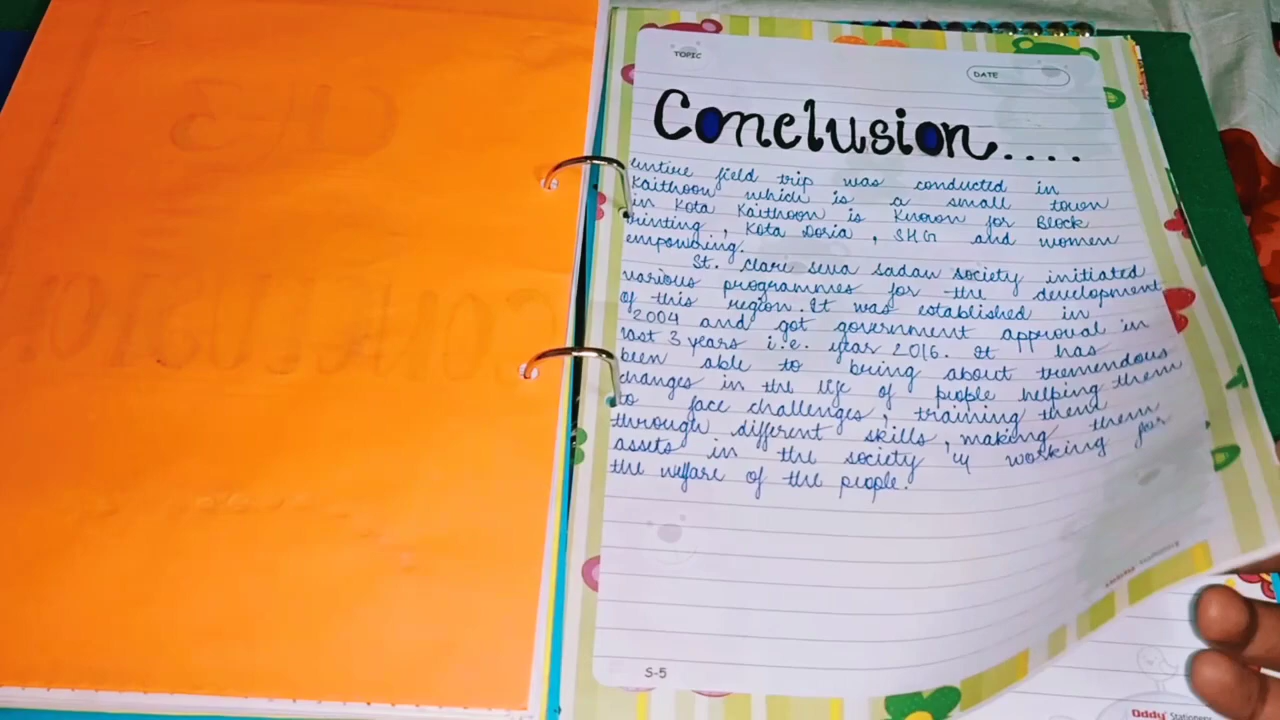 TOPIC
DATE
Conclusion....
entire field trip was conducted in
Kaithoon which is a small town
in Kota Kaithoon is Known for Block
Printing, Kota Doria, SHG and women
empowering.
St. Clare seva sadan society initiated
various programmes for the development
of this region. It was established in
2004 and got government approval in
last 3 years i.e. year 2016. It has
been able to bring about tremendous
changes in the life of people helping them
to face challenges, training them
through different skills, making them
assets in the society working for
the welfare of the people.
S-5
Oddy Stationery